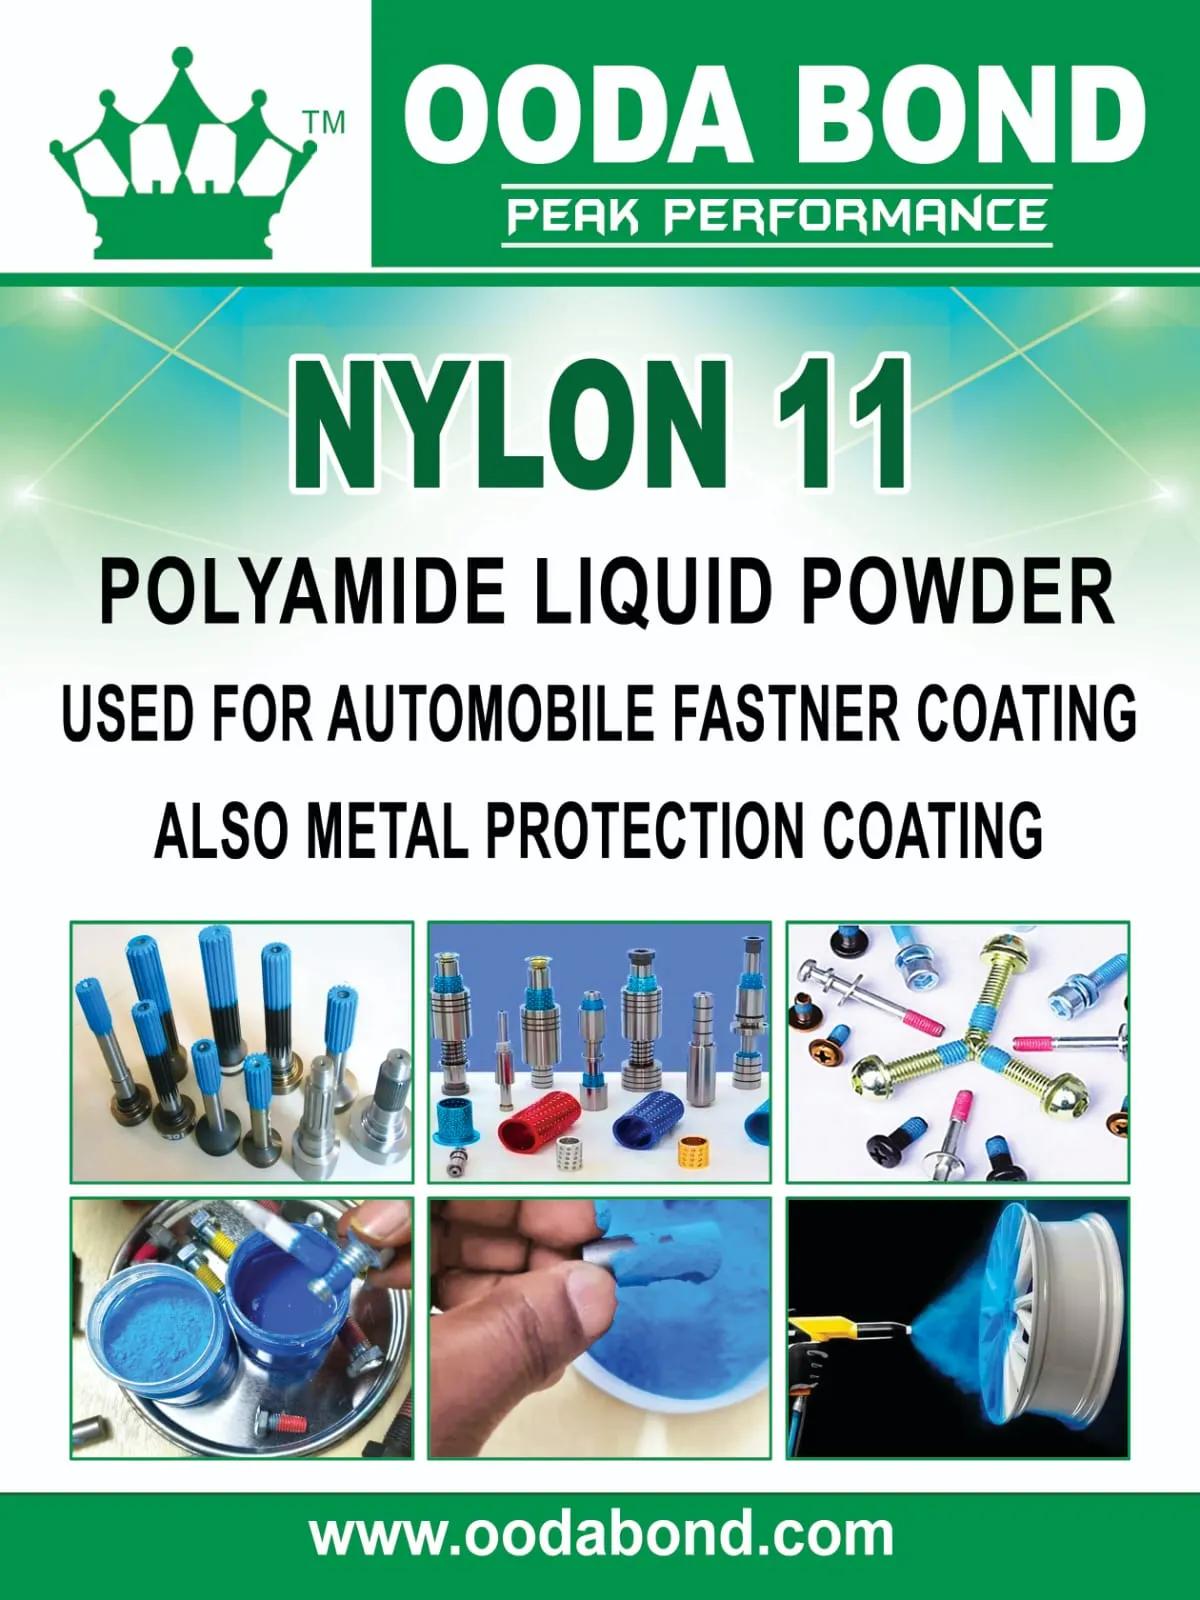 TM
OODA BOND
PEAK PERFORMANCE
NYLON 11
POLYAMIDE LIQUID POWDER
USED FOR AUTOMOBILE FASTNER COATING
ALSO METAL PROTECTION COATING
www.oodabond.com